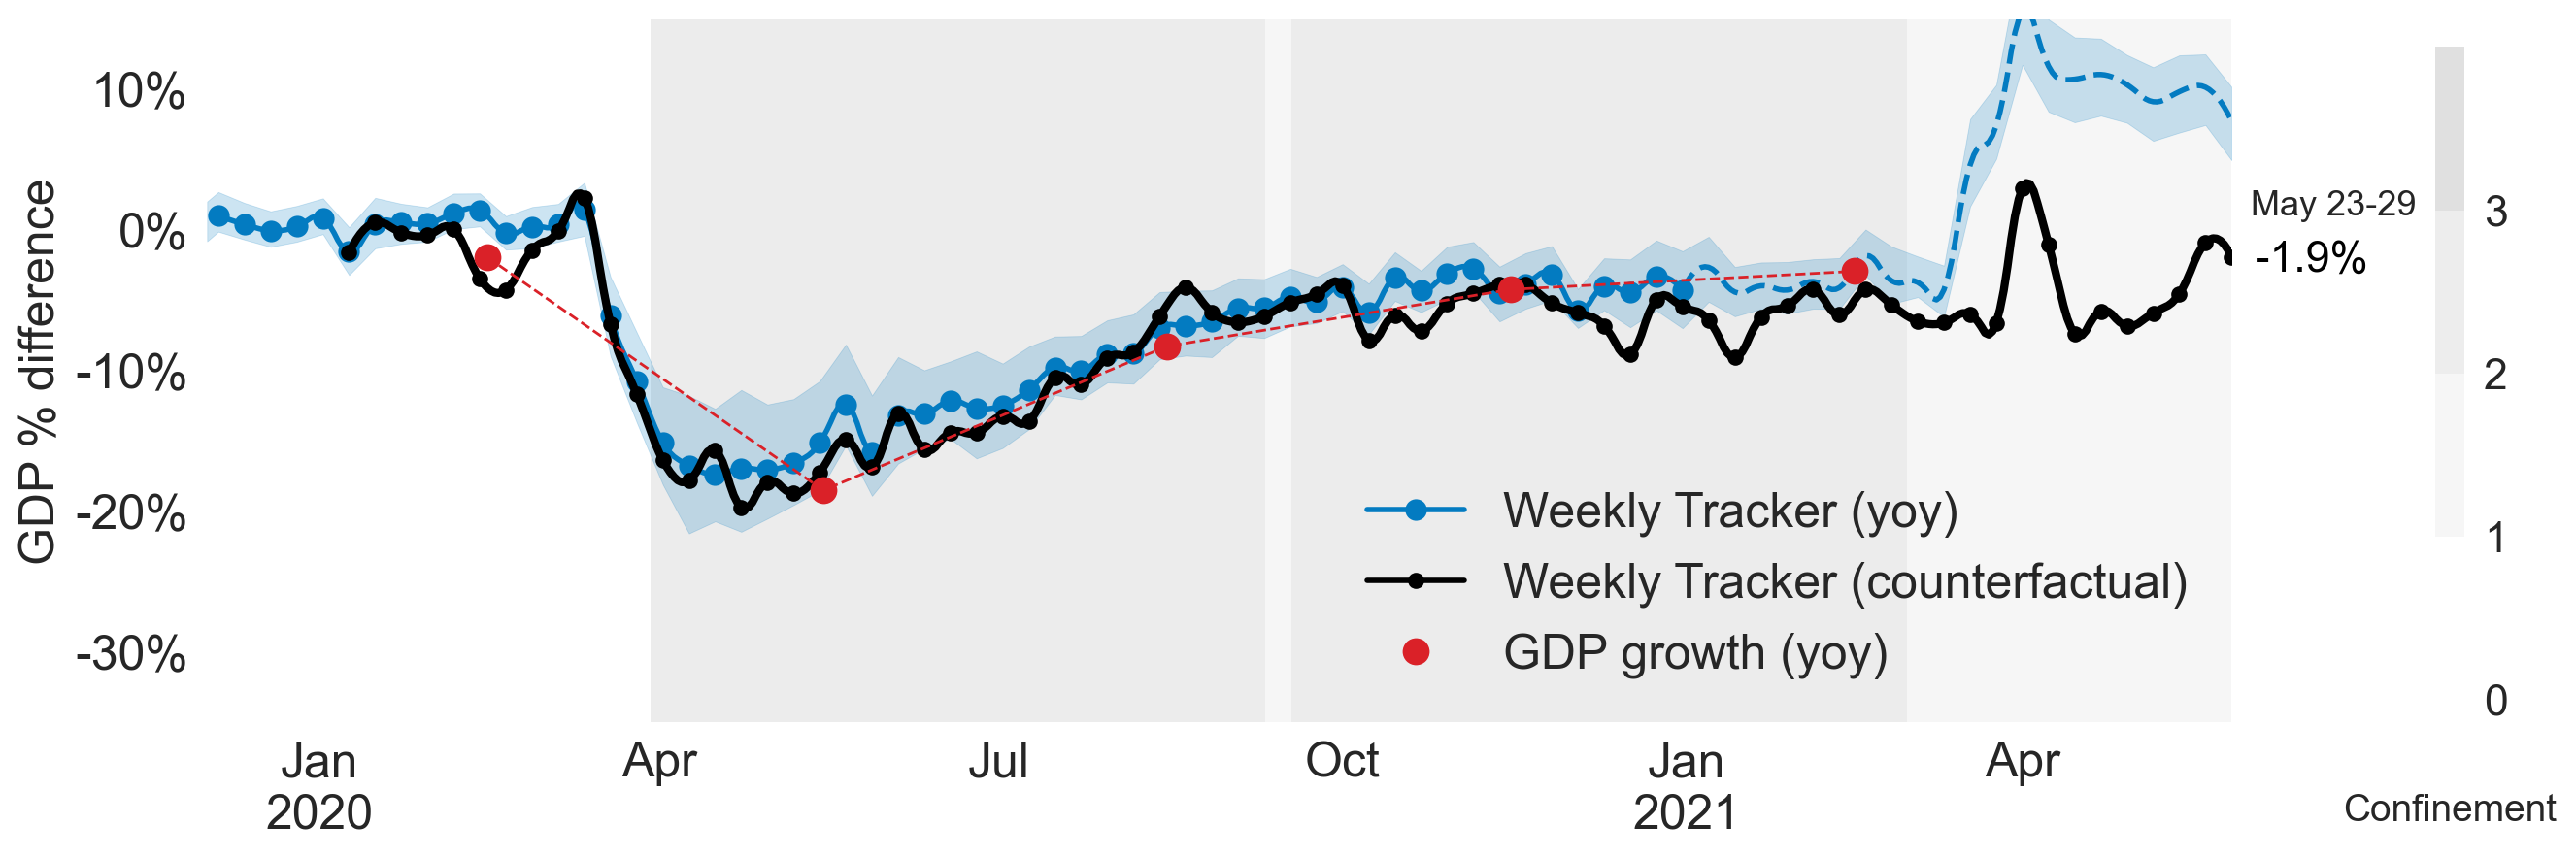 GDP % difference
10%
0%
-10%
-20%
-30%
Jan
2020
Apr
Jul
Oct
Jan
2021
Apr
Weekly Tracker (yoy)
Weekly Tracker (counterfactual)
GDP growth (yoy)
May 23-29
-1.9%
3
2
1
0
Confinement